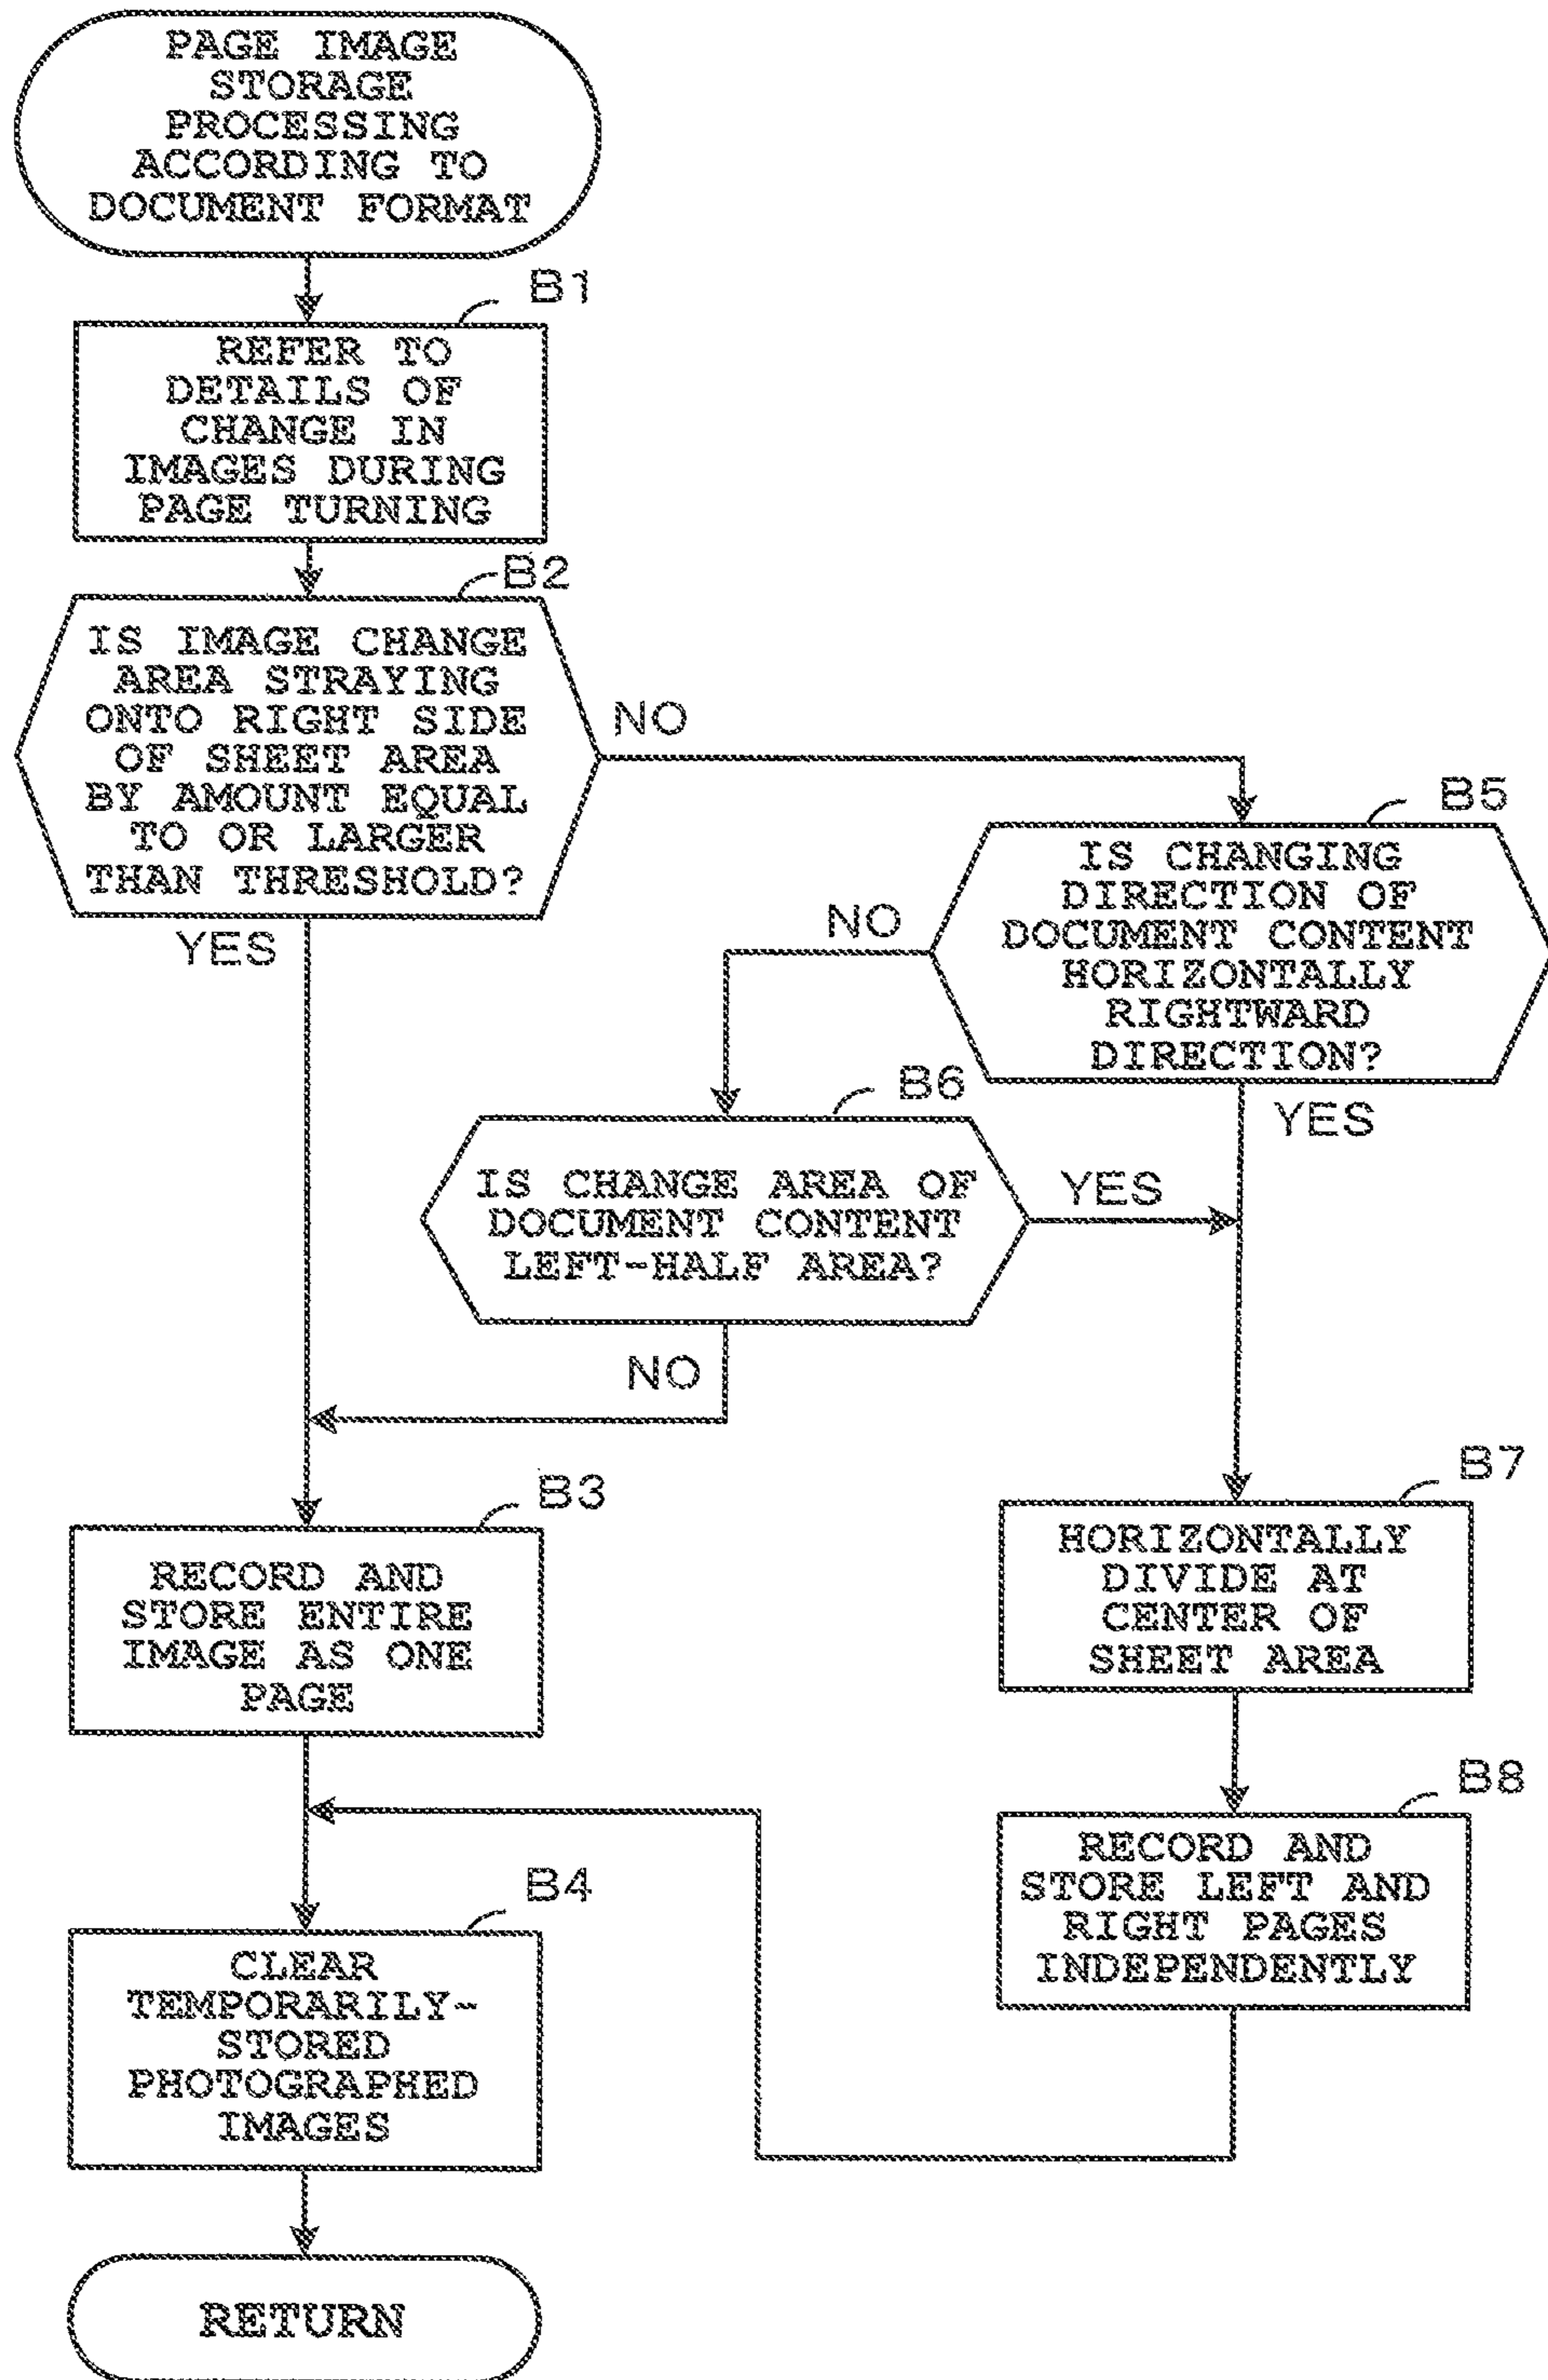 PAGE IMAGE
STORAGE
PROCESSING
ACCORDING TO
DOCUMENT FORMAT
B1
REFER TO
DETAILS OF
CHANGE IN
IMAGES DURING
PAGE TURNING
B2
IS IMAGE CHANGE
AREA STRAYING
ONTO RIGHT SIDE
OF SHEET AREA
BY AMOUNT EQUAL
TO OR LARGER
THAN THRESHOLD?
NO
YES
B5
IS CHANGING
DIRECTION OF
DOCUMENT CONTENT
HORIZONTALLY
RIGHTWARD
DIRECTION?
NO
YES
B6
IS CHANGE AREA OF
DOCUMENT CONTENT
LEFT-HALF AREA?
YES
NO
B3
RECORD AND
STORE ENTIRE
IMAGE AS ONE
PAGE
B7
HORIZONTALLY
DIVIDE AT
CENTER OF
SHEET AREA
B8
RECORD AND
STORE LEFT AND
RIGHT PAGES
INDEPENDENTLY
B4
CLEAR
TEMPORARILY-
STORED
PHOTOGRAPHED
IMAGES
RETURN